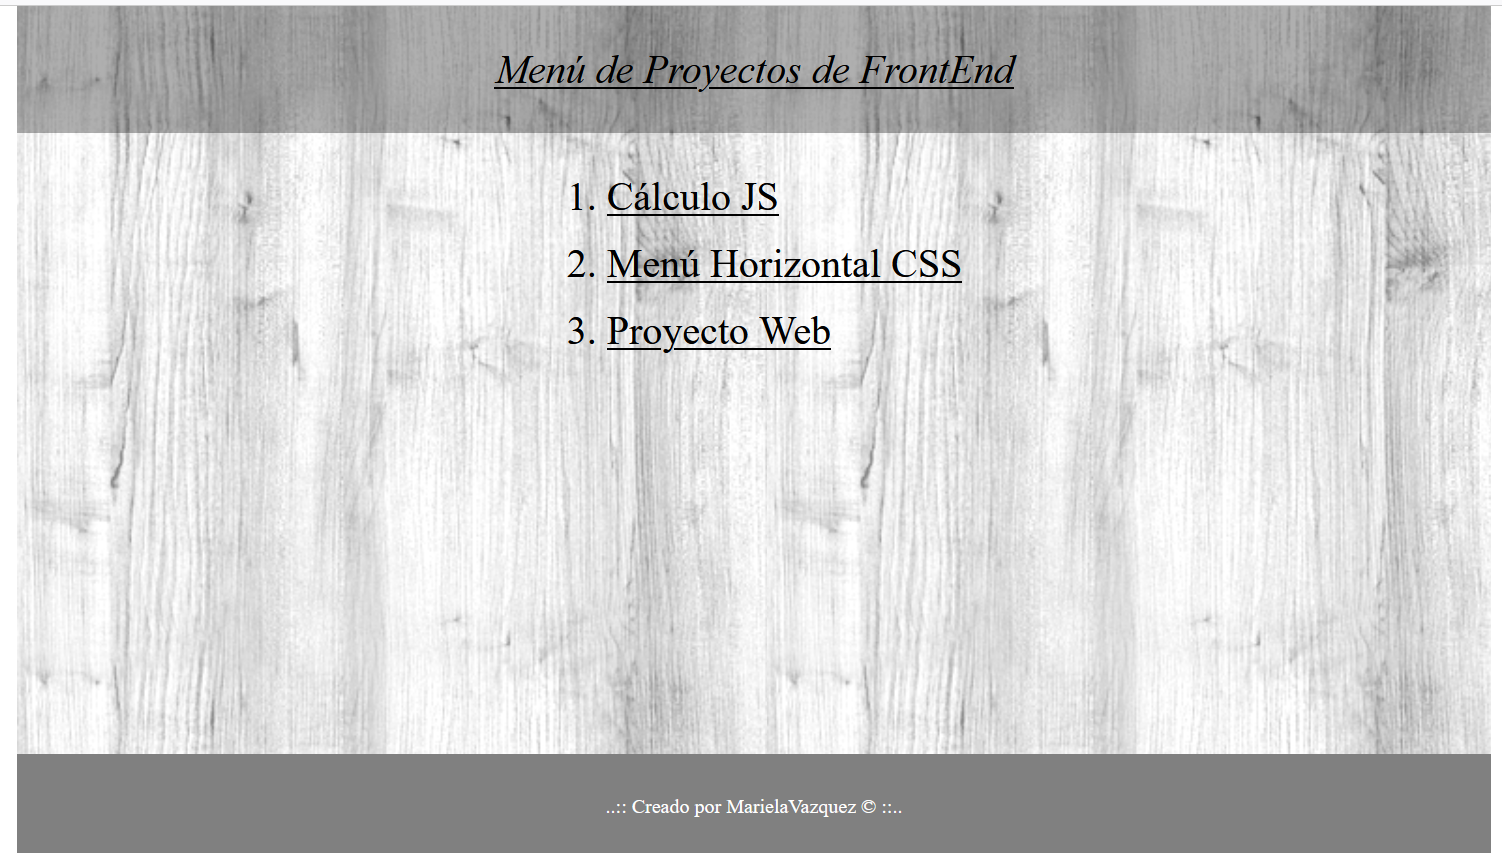 Menú de Proyectos de FrontEnd
1. Cálculo JS
2. Menú Horizontal CSS
3. Proyecto Web
..:: Creado por MarielaVazquez © ::..